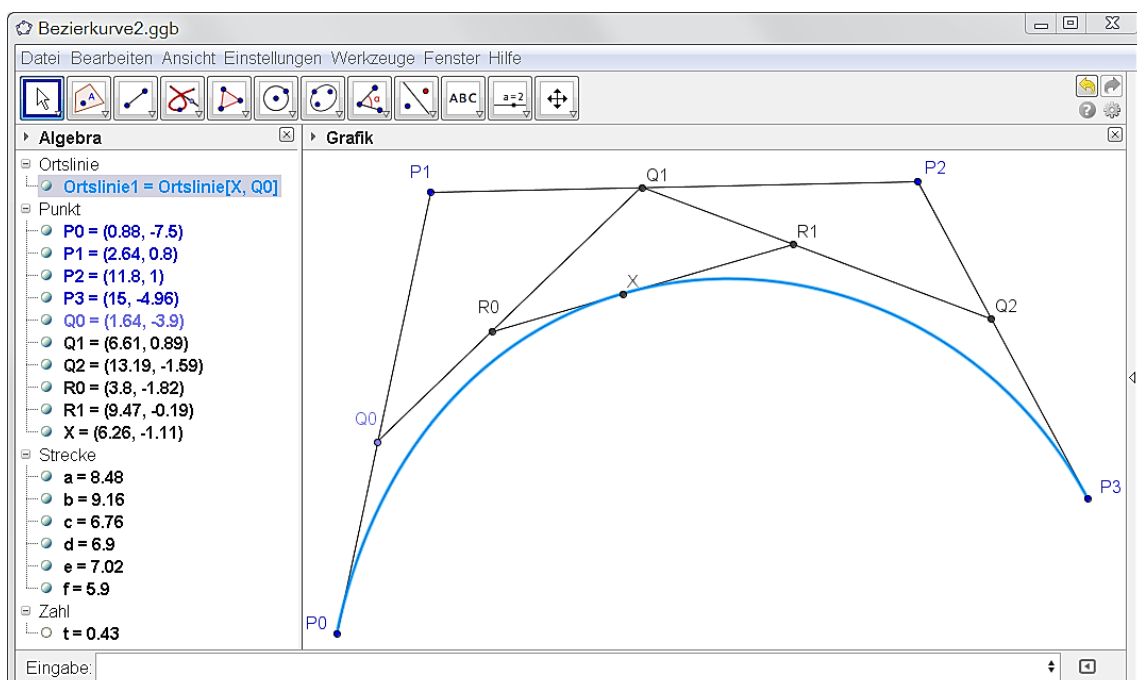 Bezierkurve2.ggb
Datei Bearbeiten Ansicht Einstellungen Werkzeuge Fenster Hilfe
A
α
ABC
a=2
?
Algebra
Grafik
Ortslinie
Ortslinie1 = Ortslinie[X, Q0]
Punkt
P0 = (0.88, -7.5)
P1 = (2.64, 0.8)
P2 = (11.8, 1)
P3 = (15, -4.96)
Q0 = (1.64, -3.9)
Q1 = (6.61, 0.89)
Q2 = (13.19, -1.59)
R0 = (3.8, -1.82)
R1 = (9.47, -0.19)
X = (6.26, -1.11)
Strecke
a = 8.48
b = 9.16
c = 6.76
d = 6.9
e = 7.02
f = 5.9
Zahl
t = 0.43
P1
Q1
P2
R1
X
R0
Q2
Q0
P3
P0
Eingabe: